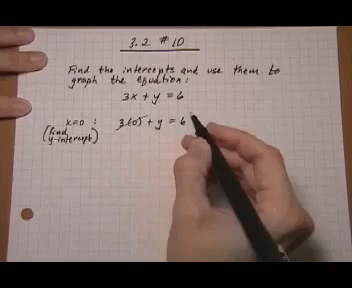 3.2 #10
Find the intercepts and use them to
graph the equation:
3x + y = 6
x=0 : 3(0) + y = 6
(find
y-intercept)